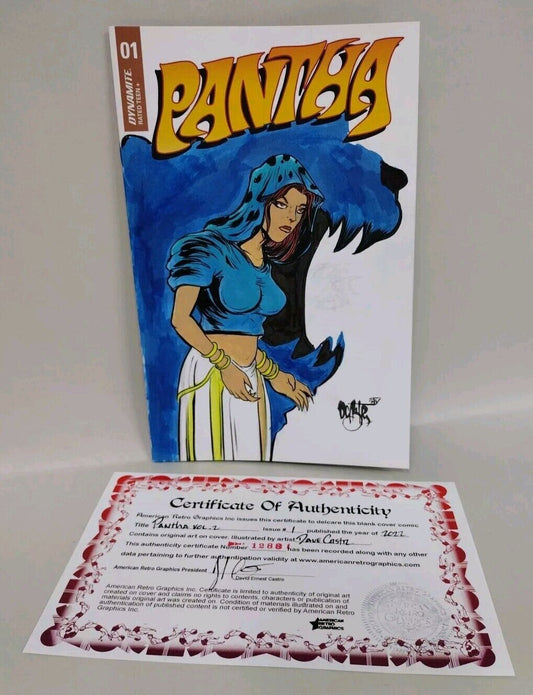 01
DYNAMITE.
RATED TEEN +
PANTHA
Certificate Of Authenticity
American Retro Graphics Inc issues this certificate to delcare this blank cover comic
Title PANTHA VOL. 2 Issue # 1 published the year of 2022
Contains original art on cover. Illustrated by artist DAVE CASTR
This authenticity certificate Number 1288 has been recorded along with any other
data pertaining to further authentication validity at www.americanretrographics.com
American Retro Graphics President
David Ernest Castro
American Retro Graphics Inc. Certificate is limited to authenticity of original art
created on cover and claims no rights to contents, characters or publication of
materials original art was created on. Condition of materials illustrated on and
authentication of published content is not verified by American Retro
Graphics Inc.
AMERICAN
RETRO
GRAPHICS